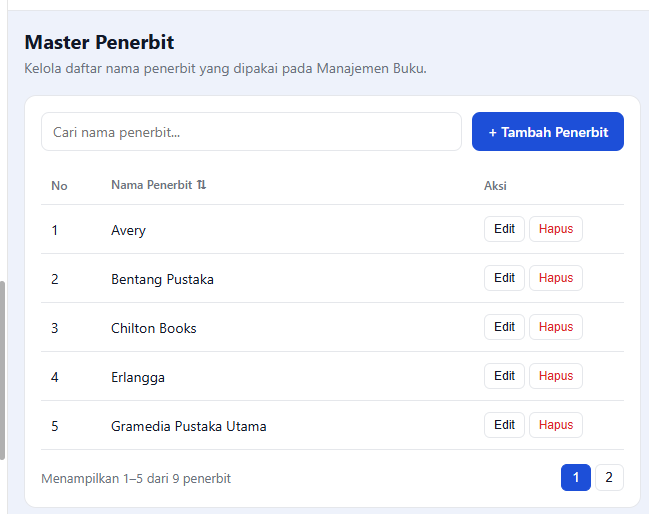 Master Penerbit
Kelola daftar nama penerbit yang dipakai pada Manajemen Buku.
Cari nama penerbit... + Tambah Penerbit
No Nama Penerbit ⇅ Aksi
1 Avery Edit Hapus
2 Bentang Pustaka Edit Hapus
3 Chilton Books Edit Hapus
4 Erlangga Edit Hapus
5 Gramedia Pustaka Utama Edit Hapus
Menampilkan 1–5 dari 9 penerbit 1 2